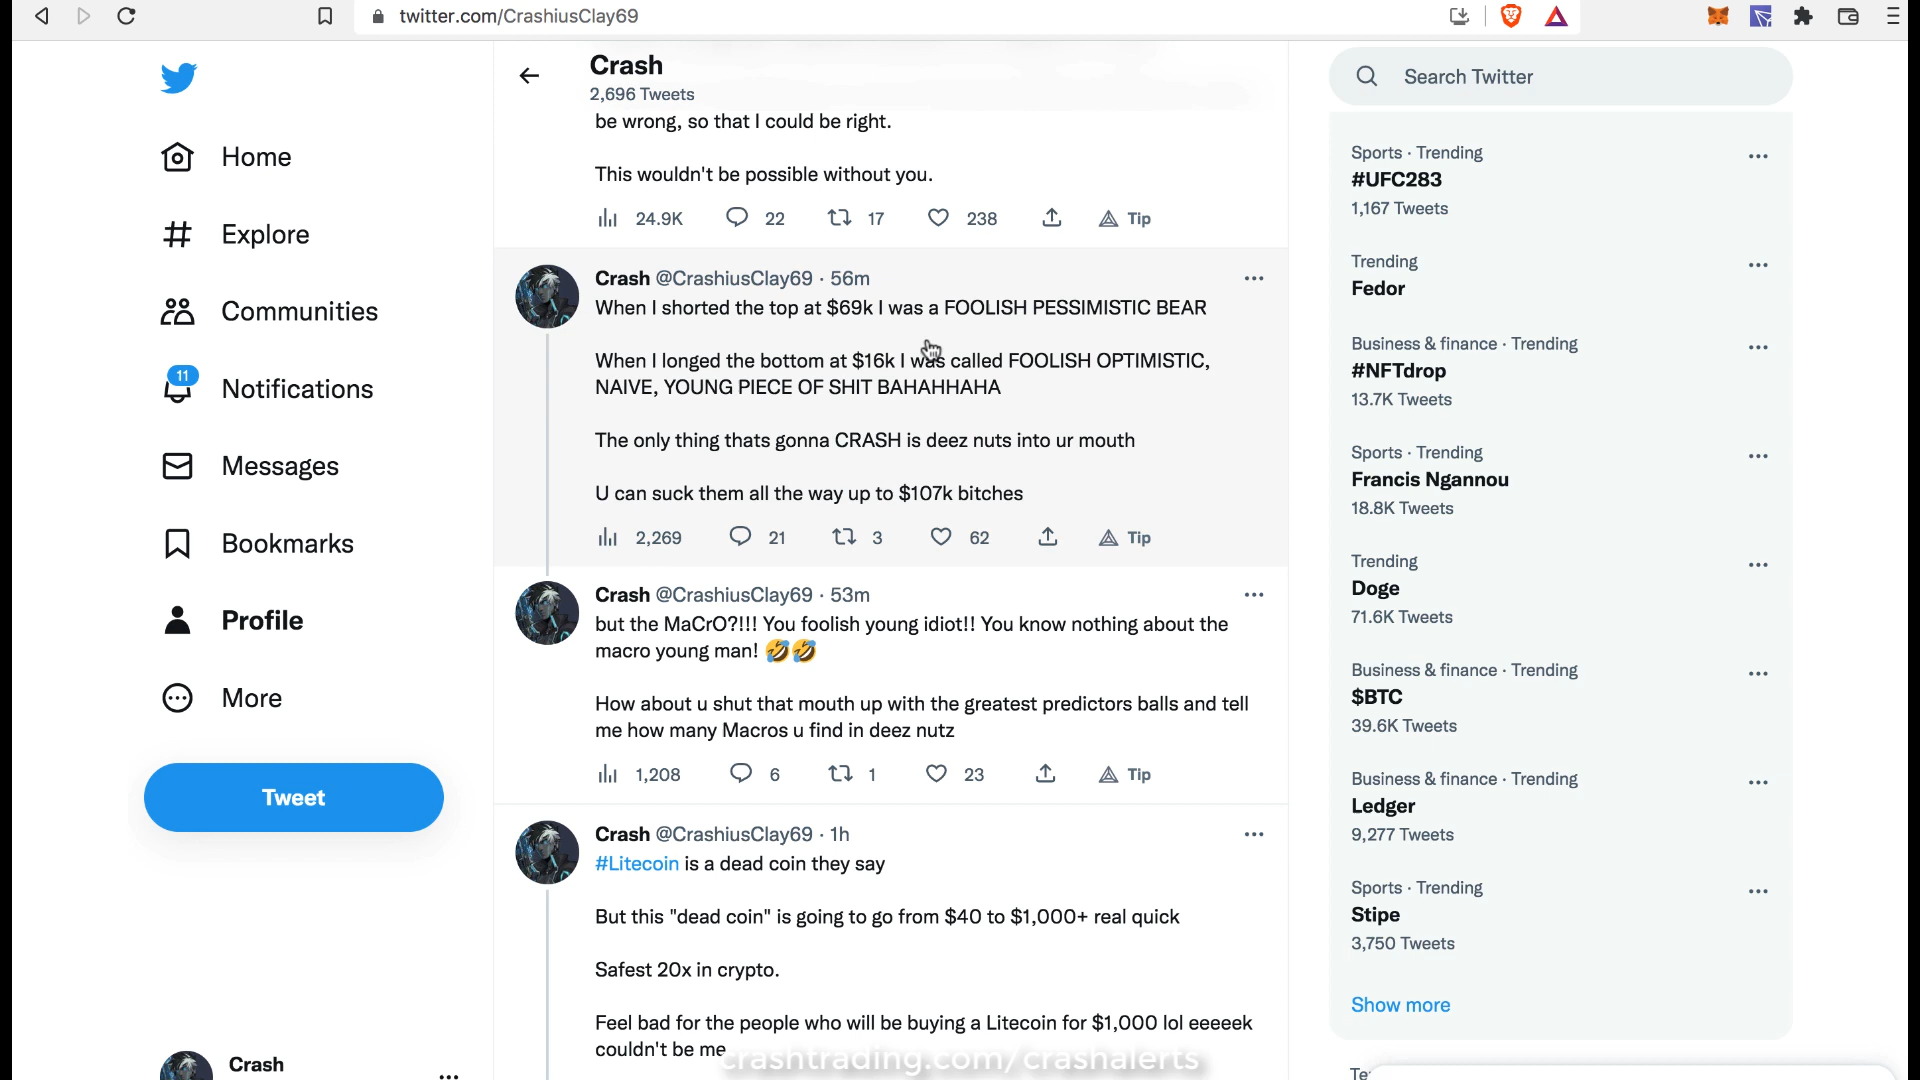 twitter.com/CrashiusClay69
Crash
2,696 Tweets
Search Twitter
Home
Explore
Communities
11
Notifications
Messages
Bookmarks
Profile
More
Tweet
Crash
be wrong, so that I could be right.
This wouldn't be possible without you.
24.9K 22 17 238 Tip
Crash @CrashiusClay69 · 56m
When I shorted the top at $69k I was a FOOLISH PESSIMISTIC BEAR
When I longed the bottom at $16k I was called FOOLISH OPTIMISTIC,
NAIVE, YOUNG PIECE OF SHIT BAHAHHAHA
The only thing thats gonna CRASH is deez nuts into ur mouth
U can suck them all the way up to $107k bitches
2,269 21 3 62 Tip
Crash @CrashiusClay69 · 53m
but the MaCrO?!!! You foolish young idiot!! You know nothing about the
macro young man! 🤣🤣
How about u shut that mouth up with the greatest predictors balls and tell
me how many Macros u find in deez nutz
1,208 6 1 23 Tip
Crash @CrashiusClay69 · 1h
#Litecoin is a dead coin they say
But this "dead coin" is going to go from $40 to $1,000+ real quick
Safest 20x in crypto.
Feel bad for the people who will be buying a Litecoin for $1,000 lol eeeeek
couldn't be me
crashtrading.com/crashalerts
Sports · Trending
#UFC283
1,167 Tweets
Trending
Fedor
Business & finance · Trending
#NFTdrop
13.7K Tweets
Sports · Trending
Francis Ngannou
18.8K Tweets
Trending
Doge
71.6K Tweets
Business & finance · Trending
$BTC
39.6K Tweets
Business & finance · Trending
Ledger
9,277 Tweets
Sports · Trending
Stipe
3,750 Tweets
Show more